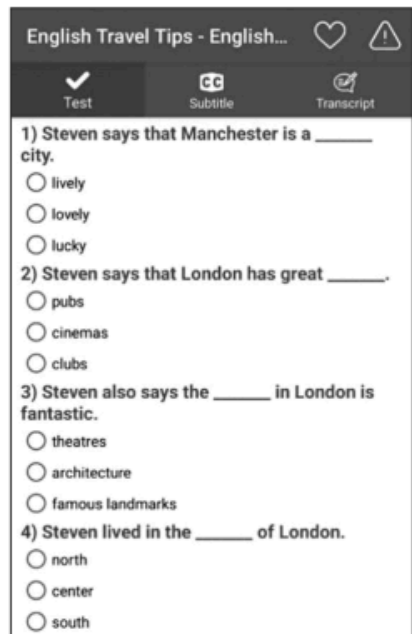 English Travel Tips - English...
CC
Test
Subtitle
Transcript
1) Steven says that Manchester is a ______
city.
lively
lovely
lucky
2) Steven says that London has great ______.
pubs
cinemas
clubs
3) Steven also says the ______ in London is
fantastic.
theatres
architecture
famous landmarks
4) Steven lived in the ______ of London.
north
center
south